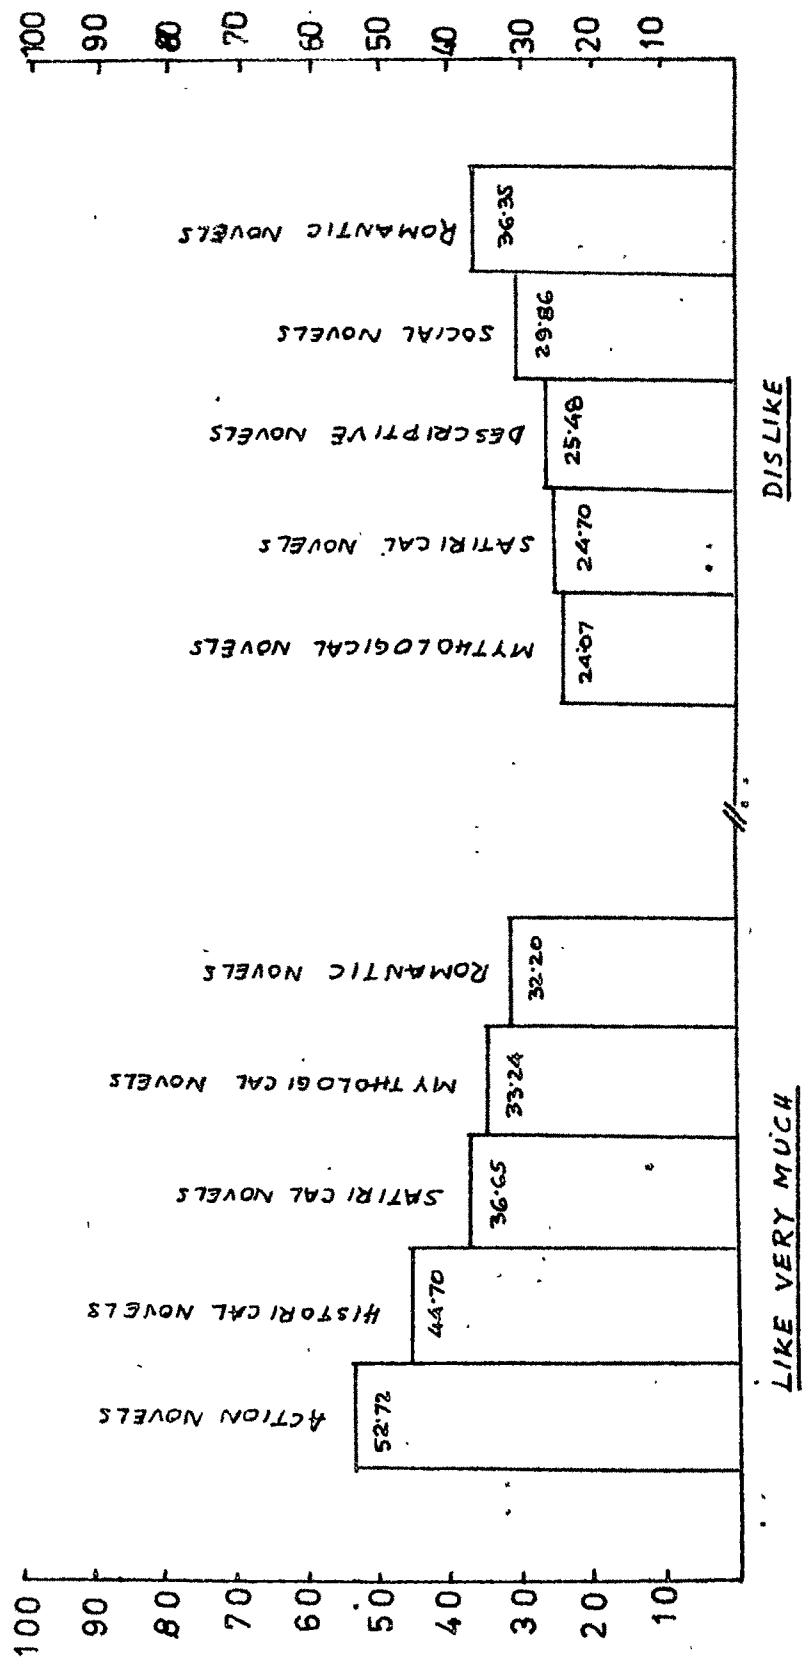 100
90
80
70
60
50
40
30
20
10
ACTION NOVELS
52.72
HISTORICAL NOVELS
44.70
SATIRICAL NOVELS
36.65
MYTHOLOGICAL NOVELS
33.24
ROMANTIC NOVELS
32.20
LIKE VERY MUCH
MYTHOLOGICAL NOVELS
24.07
SATIRICAL NOVELS
24.70
DESCRIPTIVE NOVELS
25.48
SOCIAL NOVELS
29.86
ROMANTIC NOVELS
36.35
DISLIKE
100
90
80
70
60
50
40
30
20
10